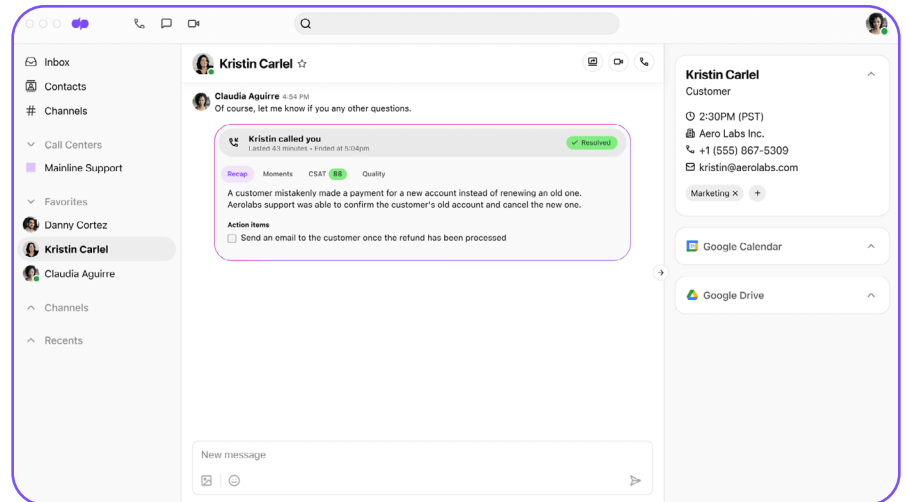 Inbox
Contacts
Channels
Call Centers
Mainline Support
Favorites
Danny Cortez
Kristin Carlel
Claudia Aguirre
Channels
Recents
Kristin Carlel
Claudia Aguirre 4:54 PM
Of course, let me know if you any other questions.
Kristin called you
Lasted 43 minutes • Ended at 5:04pm
✓ Resolved
Recap Moments CSAT 88 Quality
A customer mistakenly made a payment for a new account instead of renewing an old one.
Aerolabs support was able to confirm the customer's old account and cancel the new one.
Action items
Send an email to the customer once the refund has been processed
New message
Kristin Carlel
Customer
2:30PM (PST)
Aero Labs Inc.
+1 (555) 867-5309
kristin@aerolabs.com
Marketing × +
Google Calendar
Google Drive